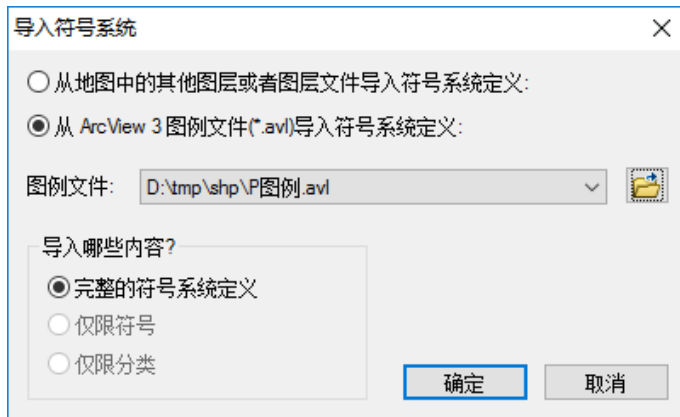 导入符号系统
从地图中的其他图层或者图层文件导入符号系统定义:
从 ArcView 3 图例文件(*.avl)导入符号系统定义:
图例文件: D:\tmp\shp\P图例.avl
导入哪些内容?
完整的符号系统定义
仅限符号
仅限分类
确定 取消